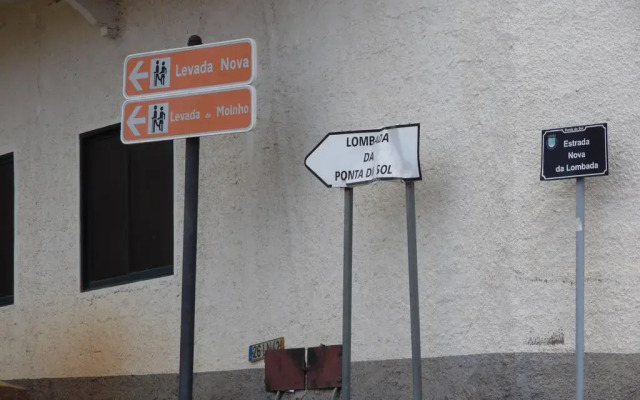 Levada Nova
Levada do Moinho
LOMBADA
DA
PONTA DO SOL
Estrada
Nova
da Lombada